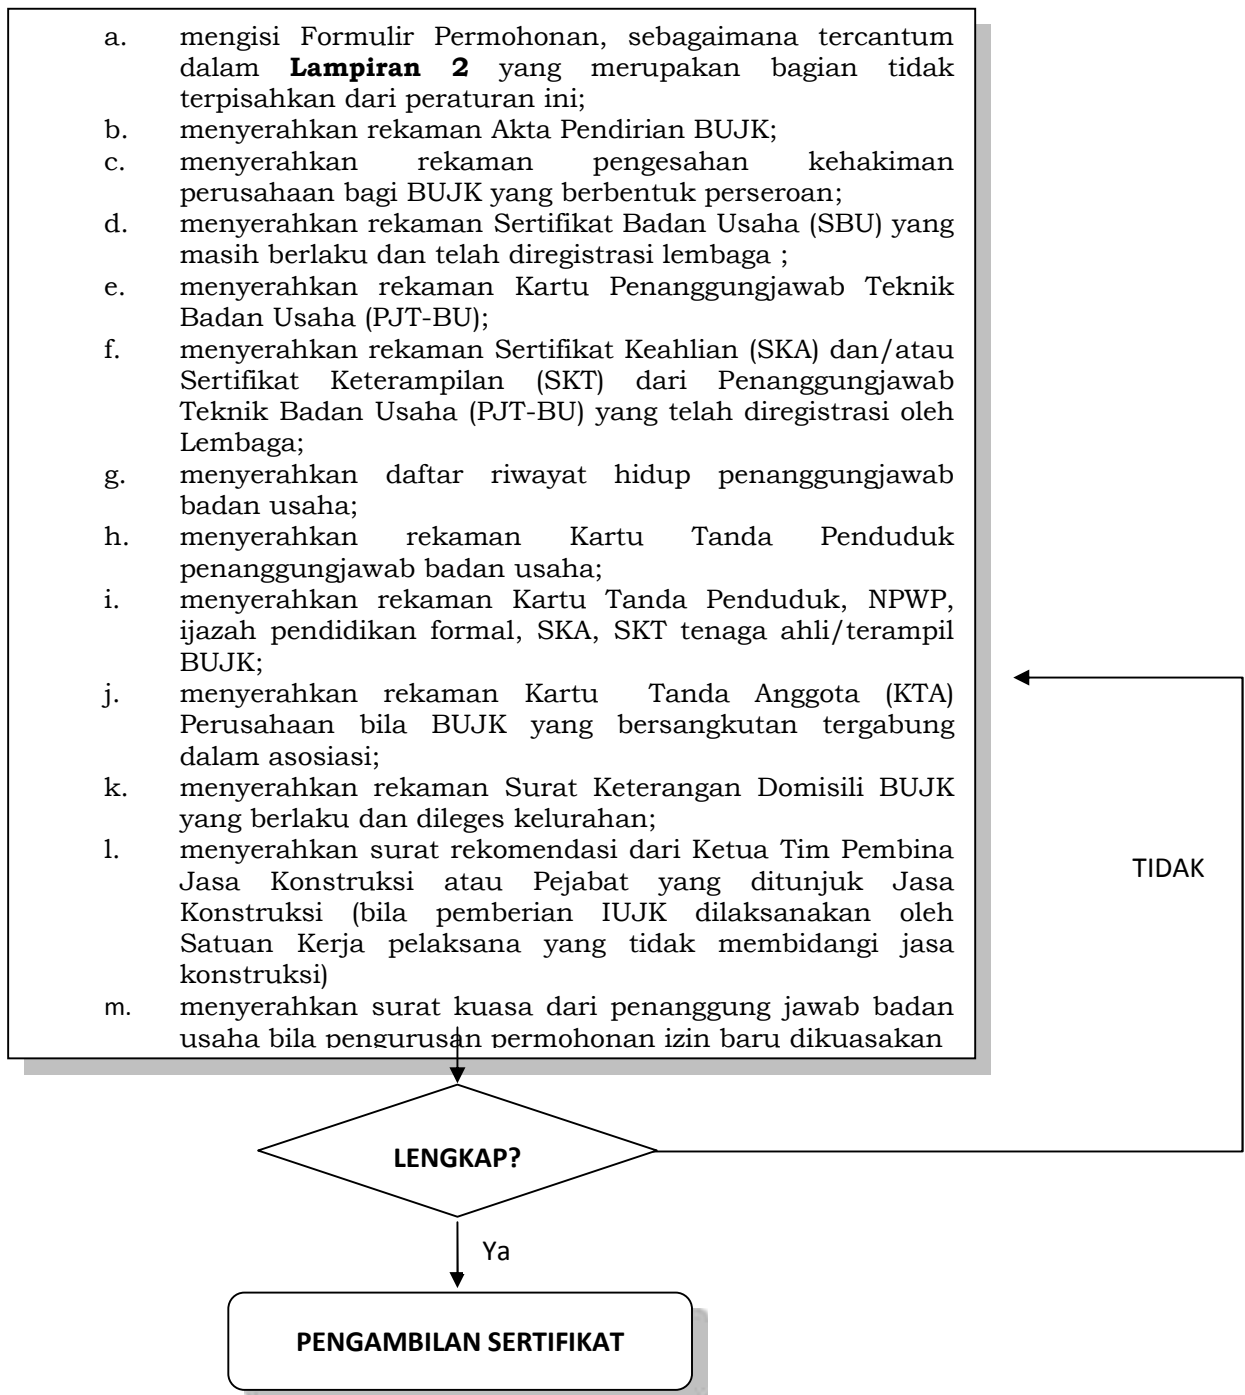 a. mengisi Formulir Permohonan, sebagaimana tercantum
dalam Lampiran 2 yang merupakan bagian tidak
terpisahkan dari peraturan ini;
b. menyerahkan rekaman Akta Pendirian BUJK;
c. menyerahkan rekaman pengesahan kehakiman
perusahaan bagi BUJK yang berbentuk perseroan;
d. menyerahkan rekaman Sertifikat Badan Usaha (SBU) yang
masih berlaku dan telah diregistrasi lembaga ;
e. menyerahkan rekaman Kartu Penanggungjawab Teknik
Badan Usaha (PJT-BU);
f. menyerahkan rekaman Sertifikat Keahlian (SKA) dan/atau
Sertifikat Keterampilan (SKT) dari Penanggungjawab
Teknik Badan Usaha (PJT-BU) yang telah diregistrasi oleh
Lembaga;
g. menyerahkan daftar riwayat hidup penanggungjawab
badan usaha;
h. menyerahkan rekaman Kartu Tanda Penduduk
penanggungjawab badan usaha;
i. menyerahkan rekaman Kartu Tanda Penduduk, NPWP,
ijazah pendidikan formal, SKA, SKT tenaga ahli/terampil
BUJK;
j. menyerahkan rekaman Kartu Tanda Anggota (KTA)
Perusahaan bila BUJK yang bersangkutan tergabung
dalam asosiasi;
k. menyerahkan rekaman Surat Keterangan Domisili BUJK
yang berlaku dan dileges kelurahan;
l. menyerahkan surat rekomendasi dari Ketua Tim Pembina
Jasa Konstruksi atau Pejabat yang ditunjuk Jasa
Konstruksi (bila pemberian IUJK dilaksanakan oleh
Satuan Kerja pelaksana yang tidak membidangi jasa
konstruksi)
m. menyerahkan surat kuasa dari penanggung jawab badan
usaha bila pengurusan permohonan izin baru dikuasakan
TIDAK
LENGKAP?
Ya
PENGAMBILAN SERTIFIKAT